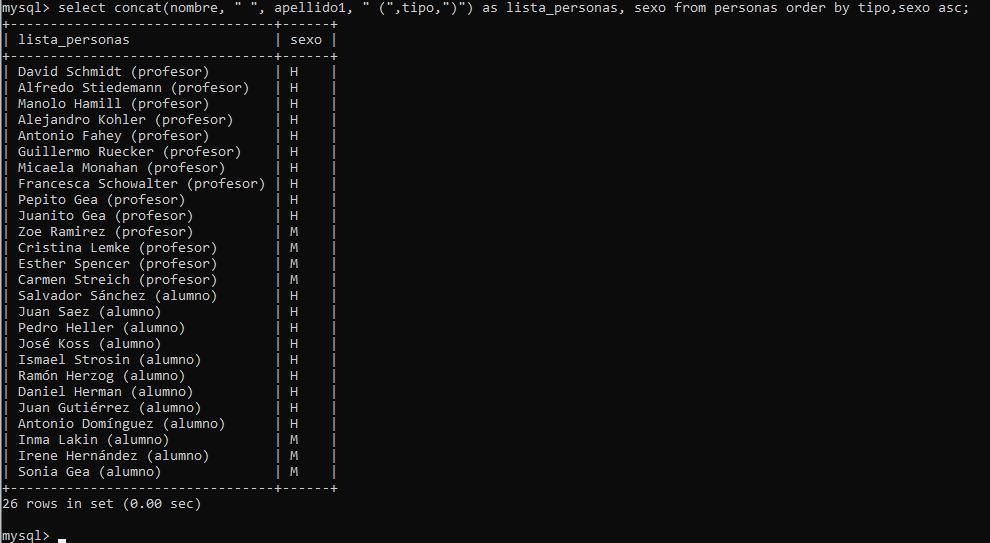 mysql> select concat(nombre, " ", apellido1, " (",tipo,")") as lista_personas, sexo from personas order by tipo,sexo asc;
+---------------------------------+------+
| lista_personas                  | sexo |
+---------------------------------+------+
| David Schmidt (profesor)        | H    |
| Alfredo Stiedemann (profesor)   | H    |
| Manolo Hamill (profesor)        | H    |
| Alejandro Kohler (profesor)     | H    |
| Antonio Fahey (profesor)        | H    |
| Guillermo Ruecker (profesor)    | H    |
| Micaela Monahan (profesor)      | H    |
| Francesca Schowalter (profesor) | H    |
| Pepito Gea (profesor)           | H    |
| Juanito Gea (profesor)          | H    |
| Zoe Ramirez (profesor)          | M    |
| Cristina Lemke (profesor)       | M    |
| Esther Spencer (profesor)       | M    |
| Carmen Streich (profesor)       | M    |
| Salvador Sánchez (alumno)       | H    |
| Juan Saez (alumno)              | H    |
| Pedro Heller (alumno)           | H    |
| José Koss (alumno)              | H    |
| Ismael Strosin (alumno)         | H    |
| Ramón Herzog (alumno)           | H    |
| Daniel Herman (alumno)          | H    |
| Juan Gutiérrez (alumno)         | H    |
| Antonio Domínguez (alumno)      | H    |
| Inma Lakin (alumno)             | M    |
| Irene Hernández (alumno)        | M    |
| Sonia Gea (alumno)              | M    |
+---------------------------------+------+
26 rows in set (0.00 sec)
mysql> _